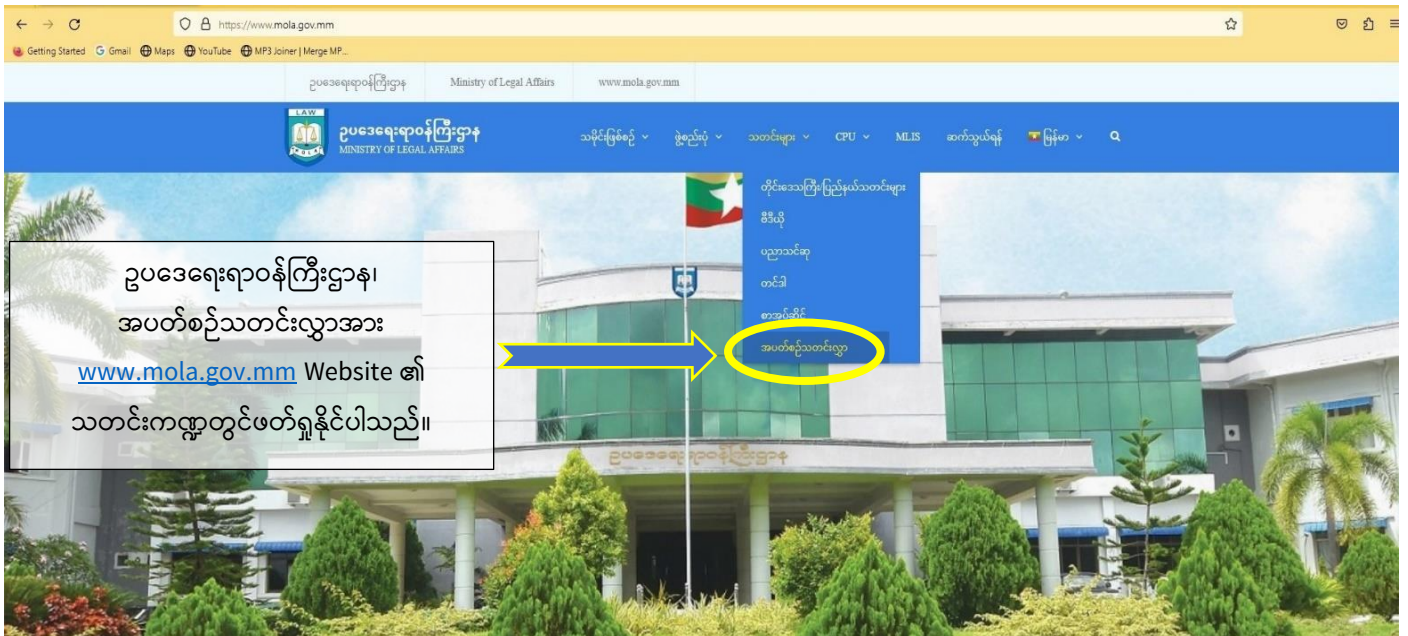 https://www.mola.gov.mm
Getting Started Gmail Maps YouTube MP3 Joiner | Merge MP...
ဥပဒေရေးရာဝန်ကြီးဌာန Ministry of Legal Affairs www.mola.gov.mm
LAW
ဥပဒေရေးရာဝန်ကြီးဌာန
MINISTRY OF LEGAL AFFAIRS
သမိုင်းဖြစ်စဉ် ဖွဲ့စည်းပုံ သတင်းများ CPU MLIS ဆက်သွယ်ရန် မြန်မာ
တိုင်းဒေသကြီး/ပြည်နယ်သတင်းများ
ဗီဒီယို
ပညာသင်ဆု
တင်ဒါ
စာအုပ်ဆိုင်
အပတ်စဉ်သတင်းလွှာ
ဥပဒေရေးရာဝန်ကြီးဌာန၊
အပတ်စဉ်သတင်းလွှာအား
www.mola.gov.mm Website ၏
သတင်းကဏ္ဍတွင်ဖတ်ရှုနိုင်ပါသည်။
ဥပဒေရေးရာဝန်ကြီးဌာန